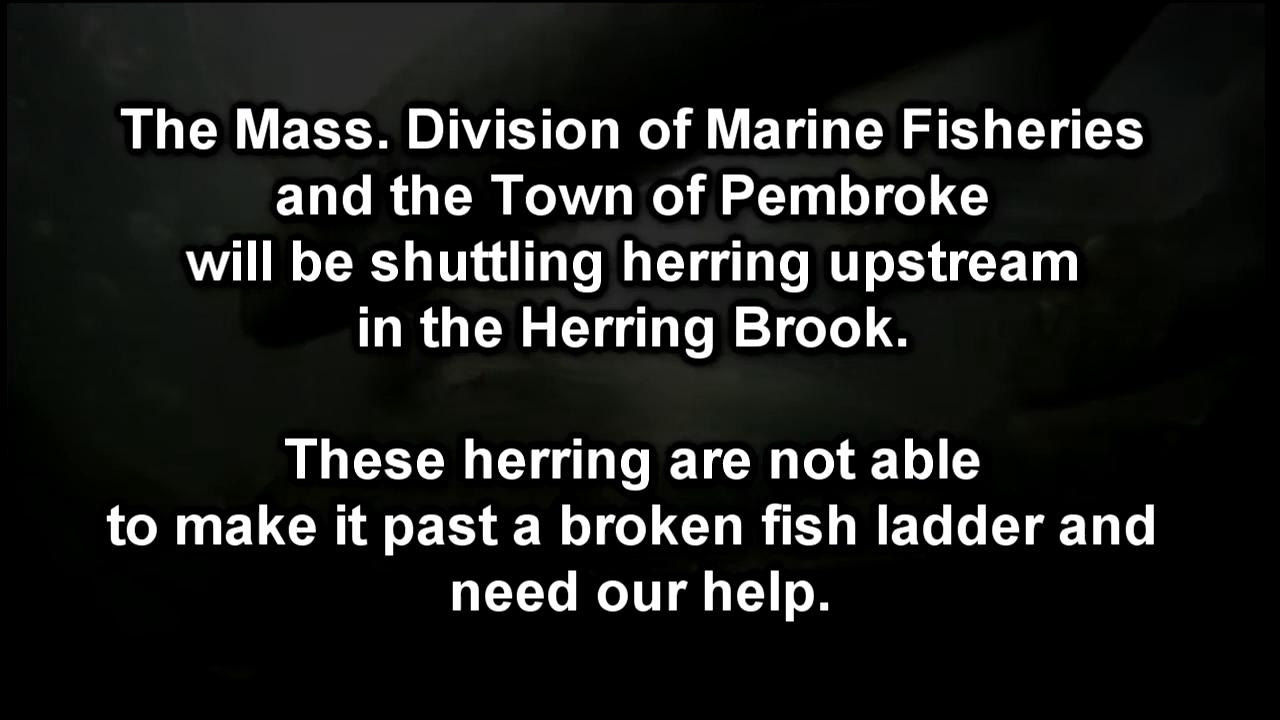 The Mass. Division of Marine Fisheries
and the Town of Pembroke
will be shuttling herring upstream
in the Herring Brook.
These herring are not able
to make it past a broken fish ladder and
need our help.